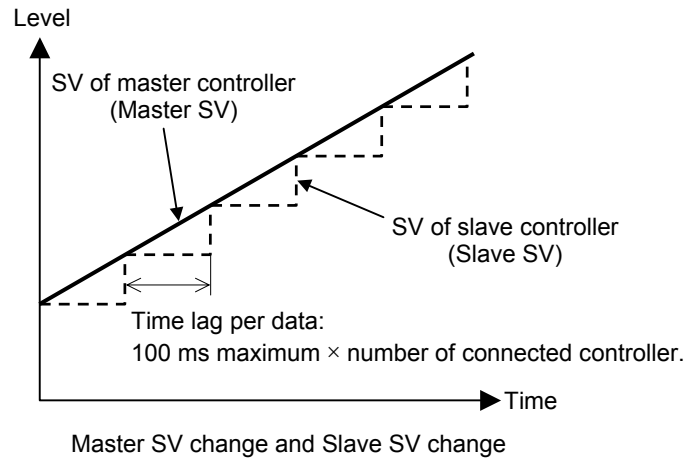 Level
SV of master controller
(Master SV)
SV of slave controller
(Slave SV)
Time lag per data:
100 ms maximum × number of connected controller.
Time
Master SV change and Slave SV change